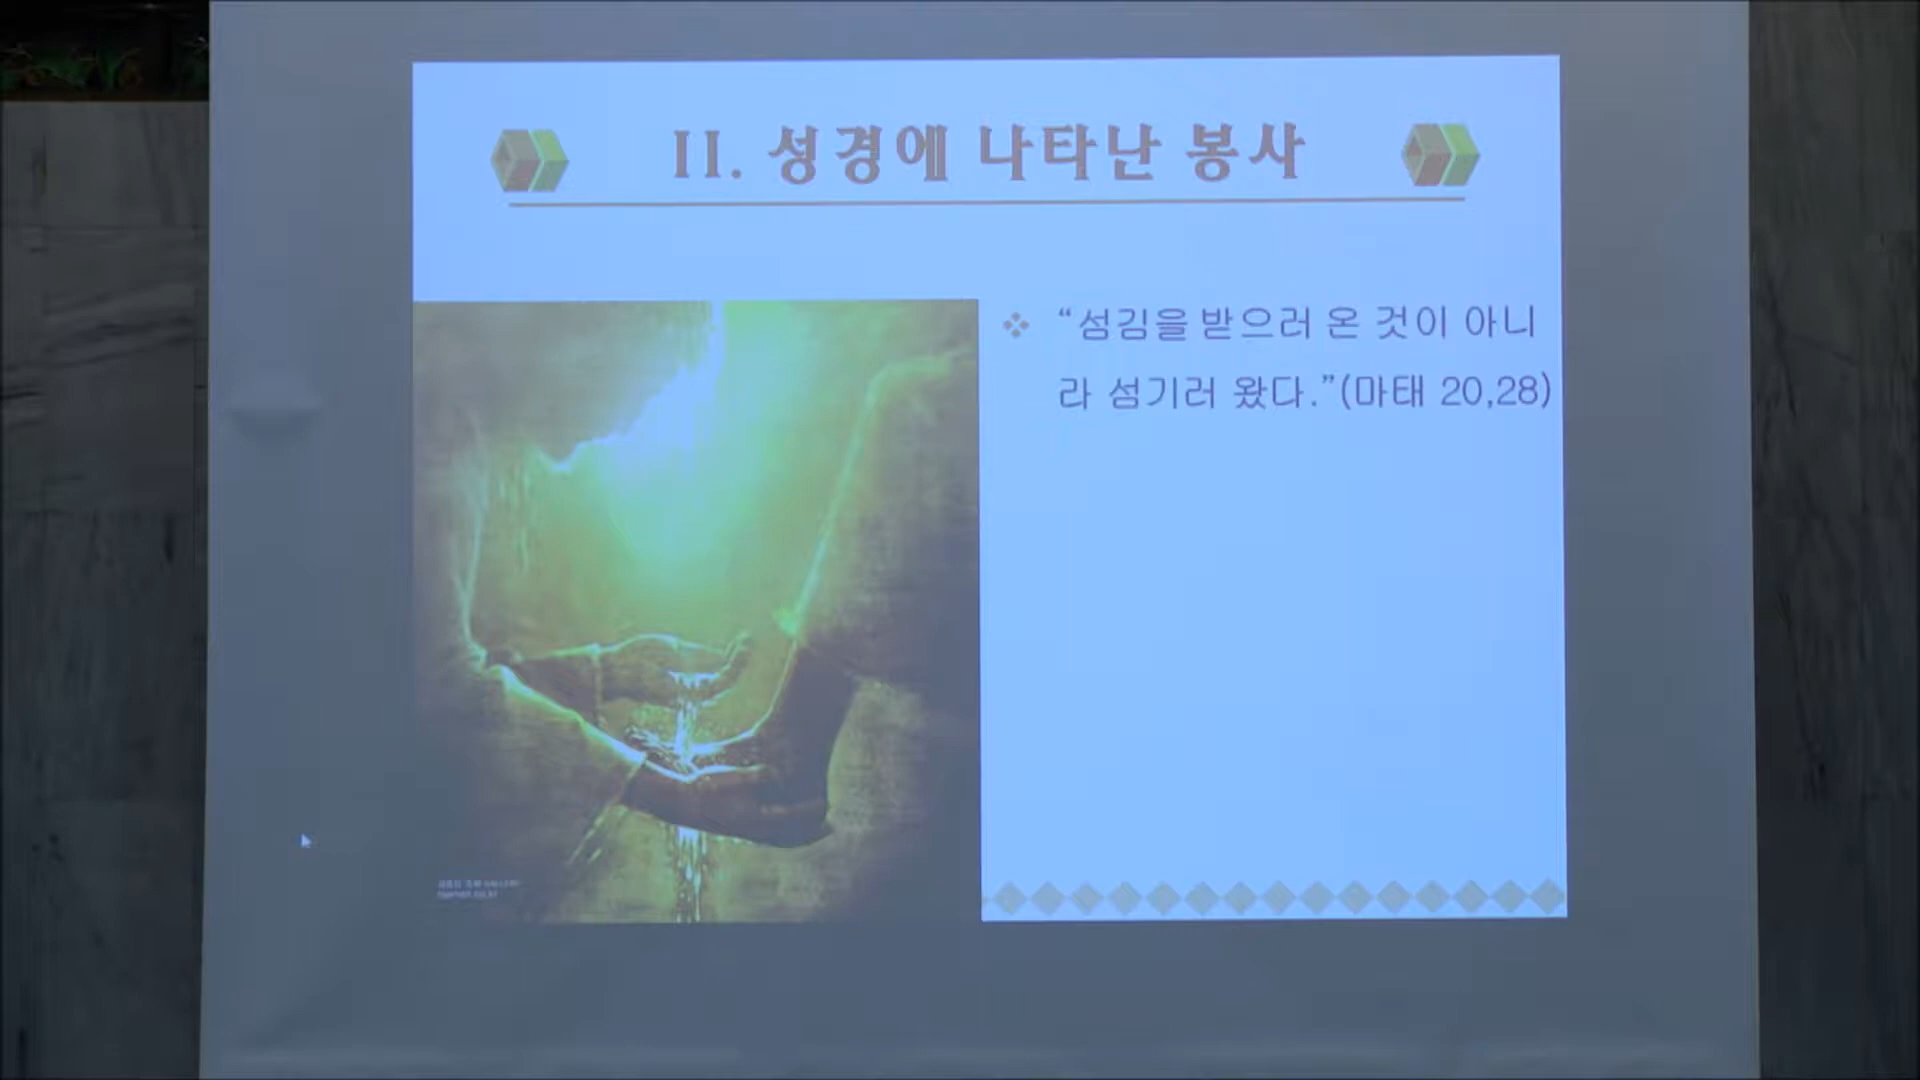 II. 성경에 나타난 봉사
“섬김을 받으러 온 것이 아니
라 섬기러 왔다.”(마태 20,28)